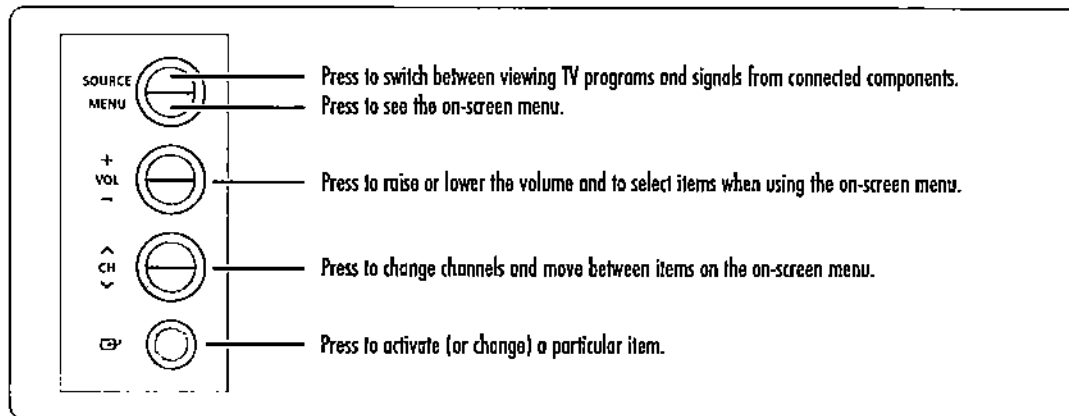 SOURCE
Press to switch between viewing TV programs and signals from connected components.
MENU
Press to see the on-screen menu.
+
VOL
−
Press to raise or lower the volume and to select items when using the on-screen menu.
CH
Press to change channels and move between items on the on-screen menu.
Press to activate (or change) a particular item.